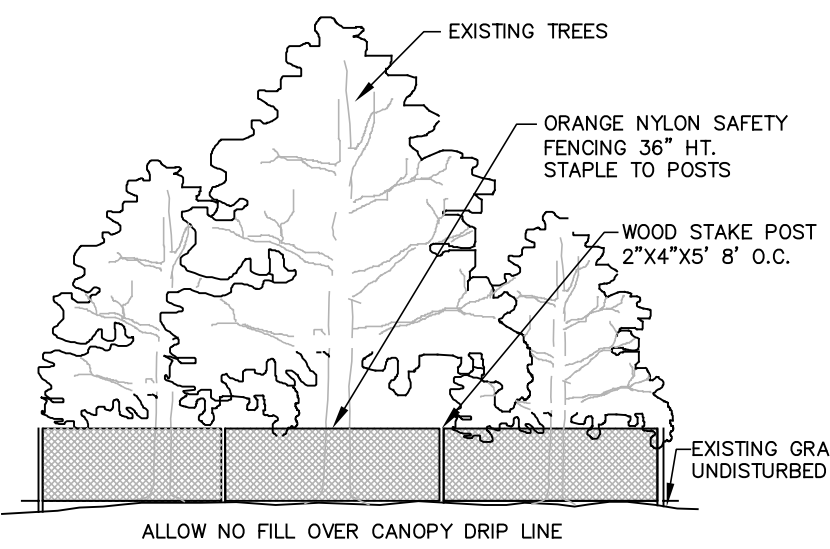 EXISTING TREES
ORANGE NYLON SAFETY
FENCING 36" HT.
STAPLE TO POSTS
WOOD STAKE POST
2"X4"X5' 8' O.C.
EXISTING GRA
UNDISTURBED
ALLOW NO FILL OVER CANOPY DRIP LINE